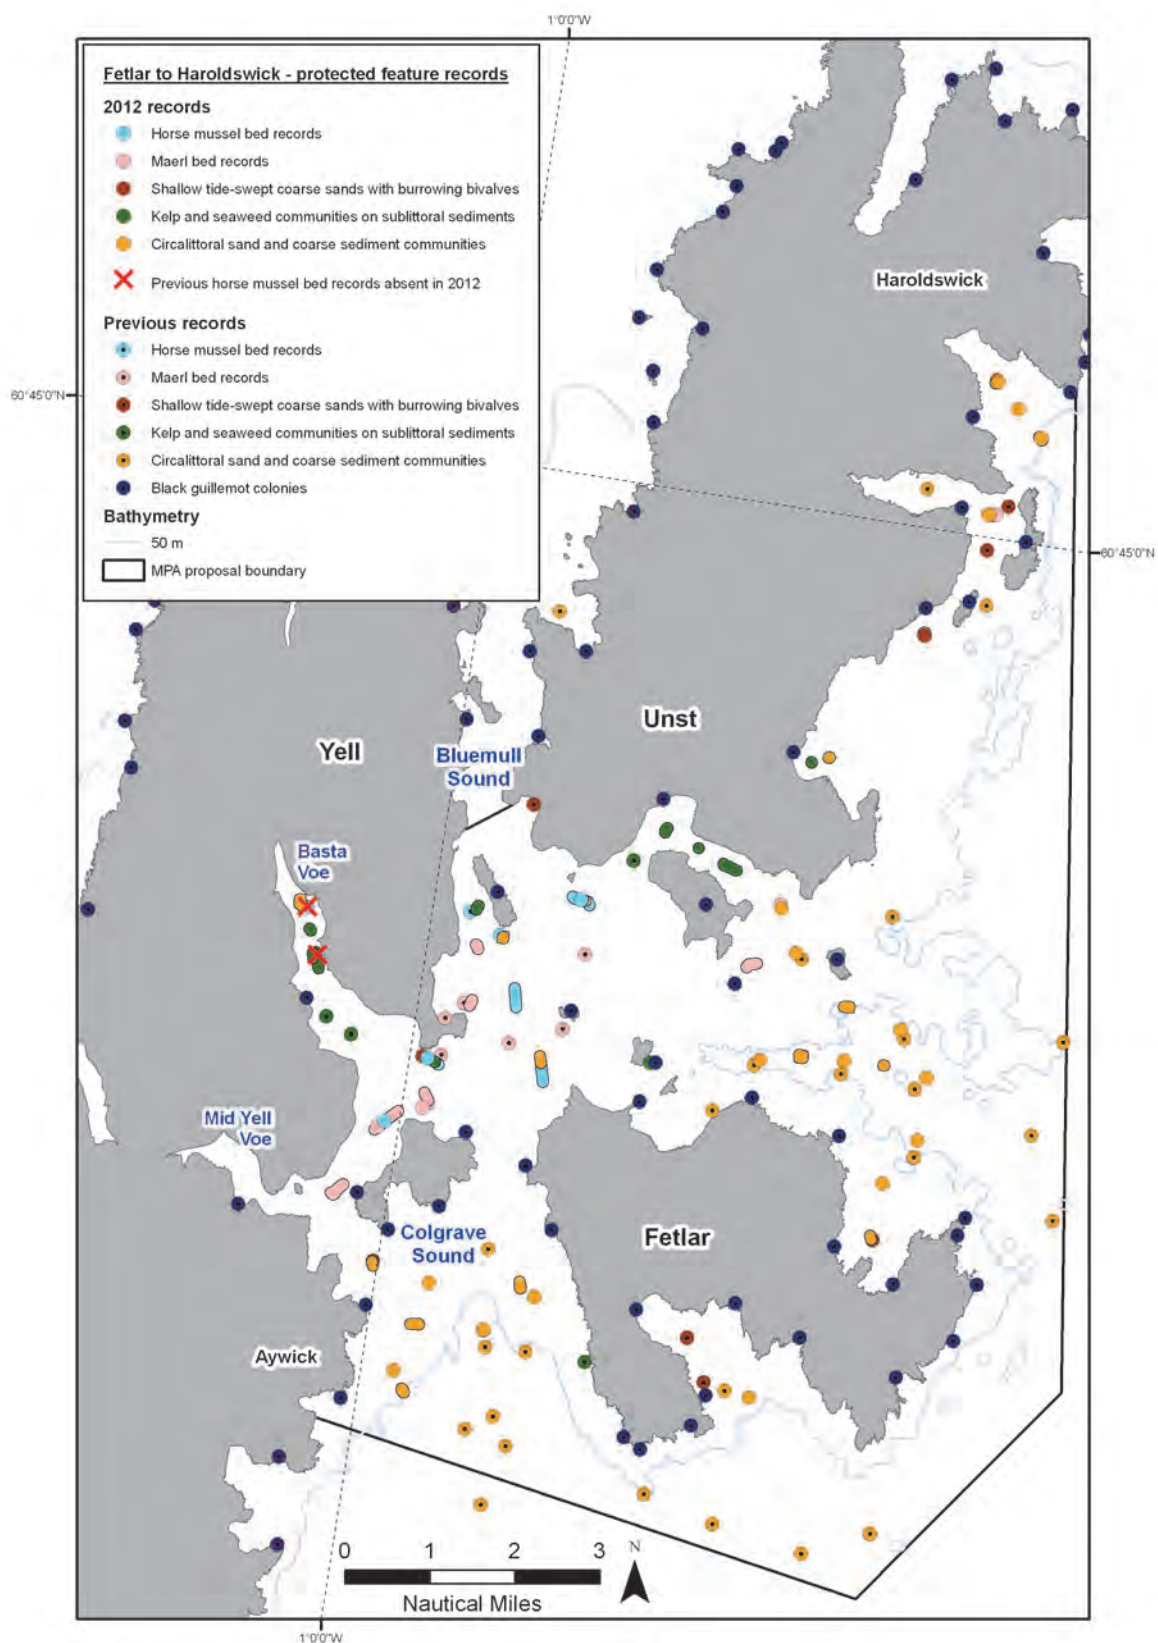 1°0'0"W
Fetlar to Haroldswick - protected feature records
2012 records
Horse mussel bed records
Maerl bed records
Shallow tide-swept coarse sands with burrowing bivalves
Kelp and seaweed communities on sublittoral sediments
Circalittoral sand and coarse sediment communities
Previous horse mussel bed records absent in 2012
Previous records
Horse mussel bed records
Maerl bed records
Shallow tide-swept coarse sands with burrowing bivalves
Kelp and seaweed communities on sublittoral sediments
Circalittoral sand and coarse sediment communities
Black guillemot colonies
Bathymetry
50 m
MPA proposal boundary
Haroldswick
60°45'0"N
60°45'0"N
Unst
Yell
Bluemull
Sound
Basta
Voe
Mid Yell
Voe
Colgrave
Sound
Fetlar
Aywick
0 1 2 3
N
Nautical Miles
1°0'0"W